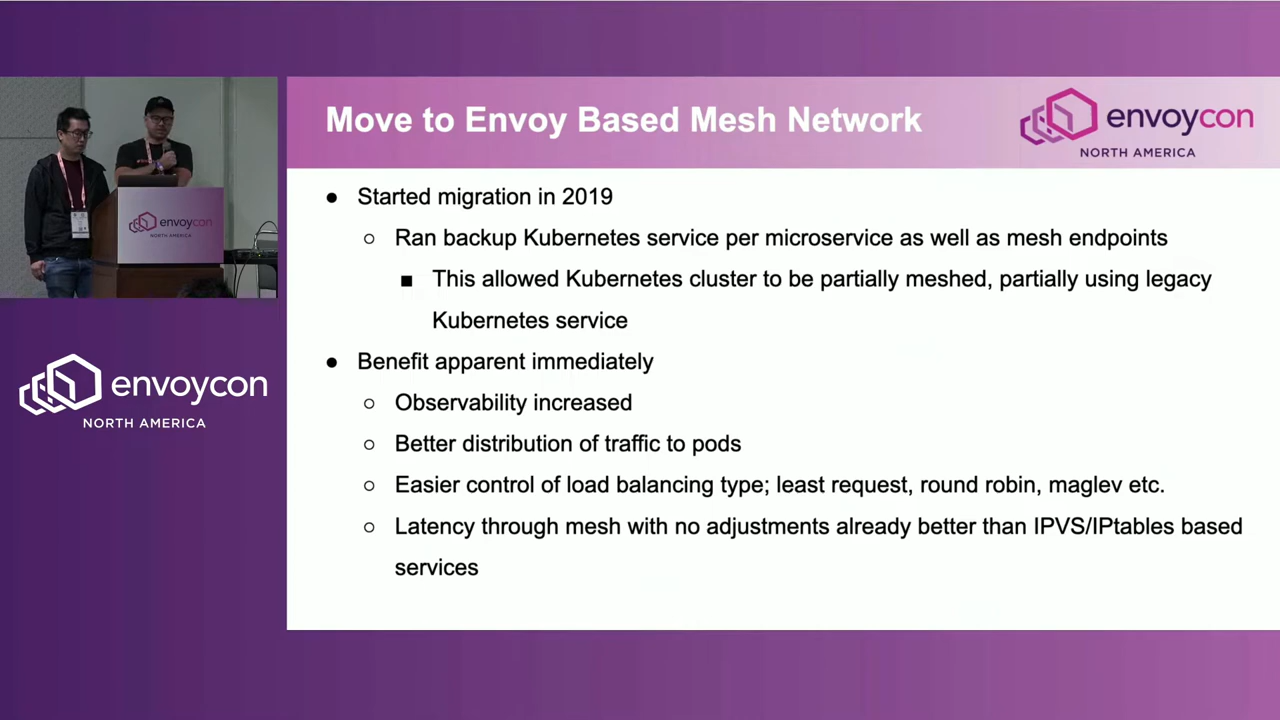 Move to Envoy Based Mesh Network
envoycon
NORTH AMERICA
● Started migration in 2019
○ Ran backup Kubernetes service per microservice as well as mesh endpoints
■ This allowed Kubernetes cluster to be partially meshed, partially using legacy
Kubernetes service
● Benefit apparent immediately
○ Observability increased
○ Better distribution of traffic to pods
○ Easier control of load balancing type; least request, round robin, maglev etc.
○ Latency through mesh with no adjustments already better than IPVS/IPtables based
services
envoycon
NORTH AMERICA
envoycon
NORTH AMERICA